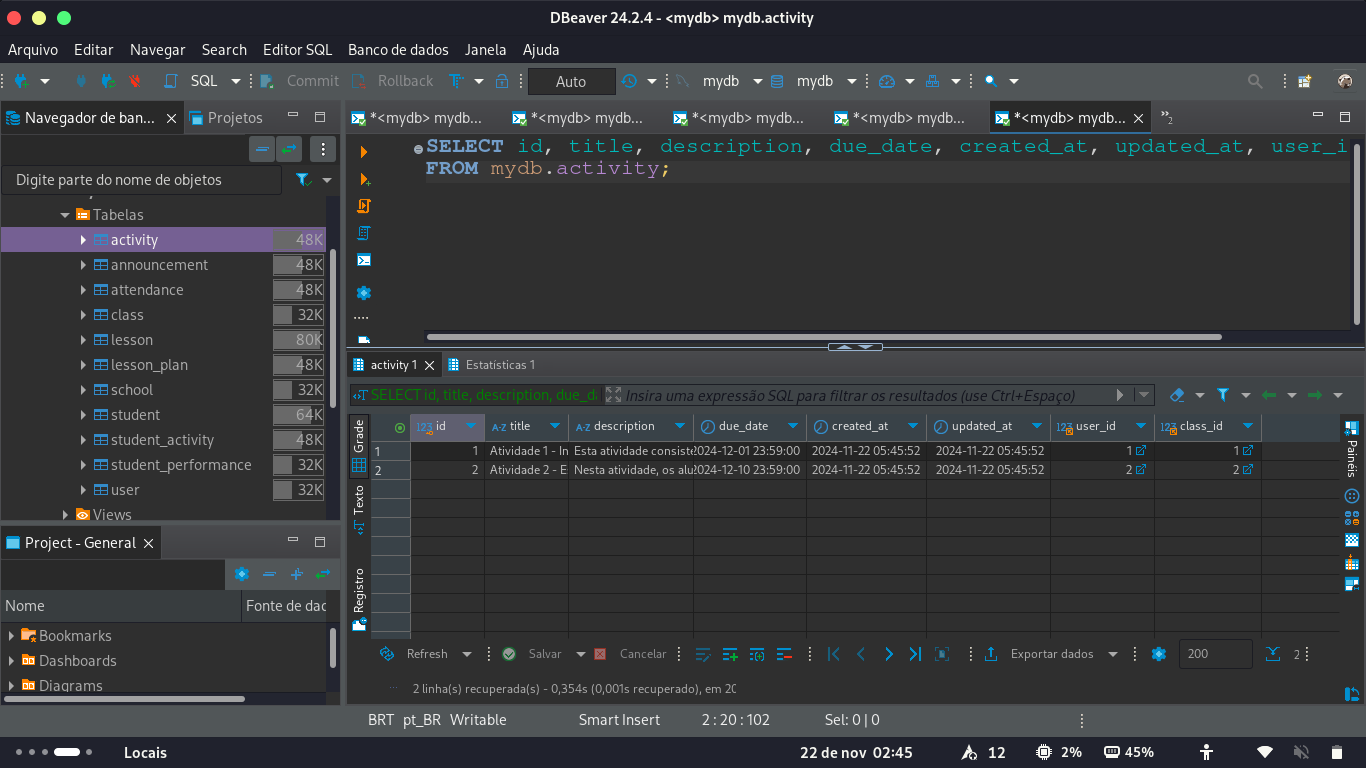 DBeaver 24.2.4 - <mydb> mydb.activity
Arquivo Editar Navegar Search Editor SQL Banco de dados Janela Ajuda
SQL Commit Rollback Auto mydb mydb
Navegador de ban... Projetos
*<mydb> mydb... *<mydb> mydb... *<mydb> mydb... *<mydb> mydb... *<mydb> mydb... »2
Digite parte do nome de objetos
Tabelas
activity 48K
announcement 48K
attendance 48K
class 32K
lesson 80K
lesson_plan 48K
school 32K
student 64K
student_activity 48K
student_performance 32K
user 32K
Views
SELECT id, title, description, due_date, created_at, updated_at, user_i
FROM mydb.activity;
activity 1 Estatísticas 1
SELECT id, title, description, due_da Insira uma expressão SQL para filtrar os resultados (use Ctrl+Espaço)
Grade
Texto
Registro
123 id A-Z title A-Z description due_date created_at updated_at 123 user_id 123 class_id
1 1 Atividade 1 - In Esta atividade consiste 2024-12-01 23:59:00 2024-11-22 05:45:52 2024-11-22 05:45:52 1 1
2 2 Atividade 2 - E Nesta atividade, os alu 2024-12-10 23:59:00 2024-11-22 05:45:52 2024-11-22 05:45:52 2 2
Painéis
Refresh Salvar Cancelar Exportar dados 200 2
2 linha(s) recuperada(s) - 0,354s (0,001s recuperado), em 20
Project - General
Nome Fonte de dad
Bookmarks
Dashboards
Diagrams
BRT pt_BR Writable Smart Insert 2 : 20 : 102 Sel: 0 | 0
Locais 22 de nov 02:45 12 2% 45%